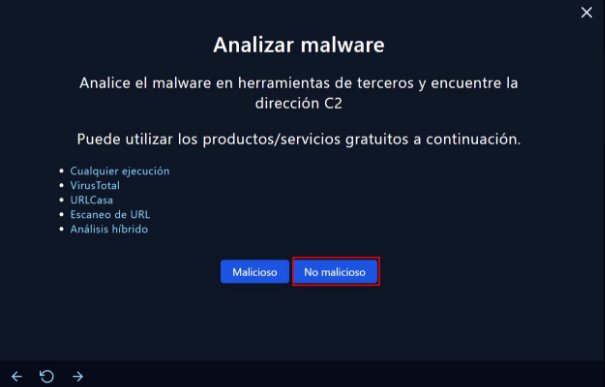 Analizar malware
Analice el malware en herramientas de terceros y encuentre la
dirección C2
Puede utilizar los productos/servicios gratuitos a continuación.
Cualquier ejecución
VirusTotal
URLCasa
Escaneo de URL
Análisis híbrido
Malicioso No malicioso